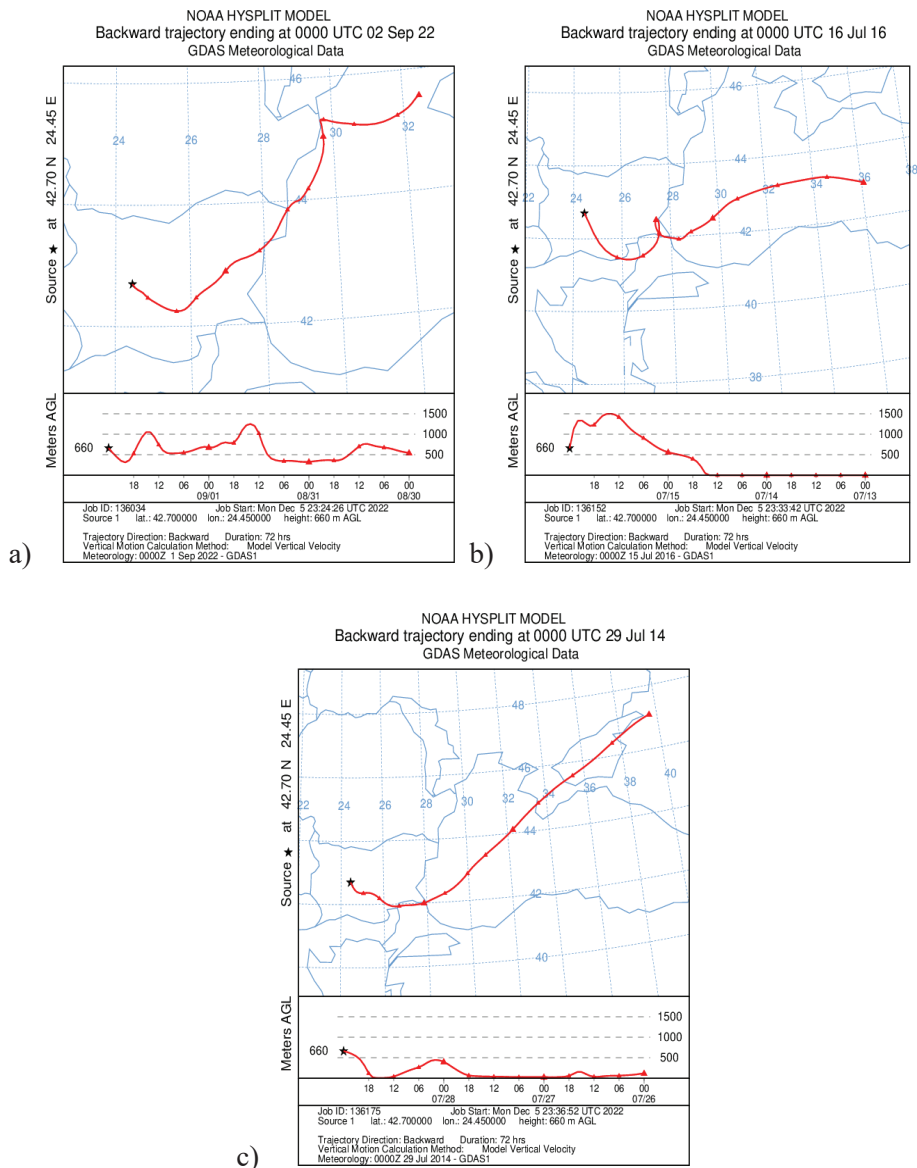 NOAA HYSPLIT MODEL
Backward trajectory ending at 0000 UTC 02 Sep 22
GDAS Meteorological Data
Source ★ at 42.70 N 24.45 E
46
24
26
28
30
32
44
42
Meters AGL
660
1500
1000
500
18 12 06 00 18 12 06 00 18 12 06 00
09/01 08/31 08/30
Job ID: 136034 Job Start: Mon Dec 5 23:24:26 UTC 2022
Source 1 lat.: 42.700000 lon.: 24.450000 height: 660 m AGL
Trajectory Direction: Backward Duration: 72 hrs
Vertical Motion Calculation Method: Model Vertical Velocity
Meteorology: 0000Z 1 Sep 2022 - GDAS1
a)
NOAA HYSPLIT MODEL
Backward trajectory ending at 0000 UTC 16 Jul 16
GDAS Meteorological Data
Source ★ at 42.70 N 24.45 E
46
44
22 24 26 28 30 32 34 36 38
42
40
38
Meters AGL
660
1500
1000
500
18 12 06 00 18 12 06 00 18 12 06 00
07/15 07/14 07/13
Job ID: 136152 Job Start: Mon Dec 5 23:33:42 UTC 2022
Source 1 lat.: 42.700000 lon.: 24.450000 height: 660 m AGL
Trajectory Direction: Backward Duration: 72 hrs
Vertical Motion Calculation Method: Model Vertical Velocity
Meteorology: 0000Z 15 Jul 2016 - GDAS1
b)
NOAA HYSPLIT MODEL
Backward trajectory ending at 0000 UTC 29 Jul 14
GDAS Meteorological Data
Source ★ at 42.70 N 24.45 E
48
46
22 24 26 28 30 32 34 36 38 40
44
42
40
Meters AGL
660
1500
1000
500
18 12 06 00 18 12 06 00 18 12 06 00
07/28 07/27 07/26
Job ID: 136175 Job Start: Mon Dec 5 23:36:52 UTC 2022
Source 1 lat.: 42.700000 lon.: 24.450000 height: 660 m AGL
Trajectory Direction: Backward Duration: 72 hrs
Vertical Motion Calculation Method: Model Vertical Velocity
Meteorology: 0000Z 29 Jul 2014 - GDAS1
c)